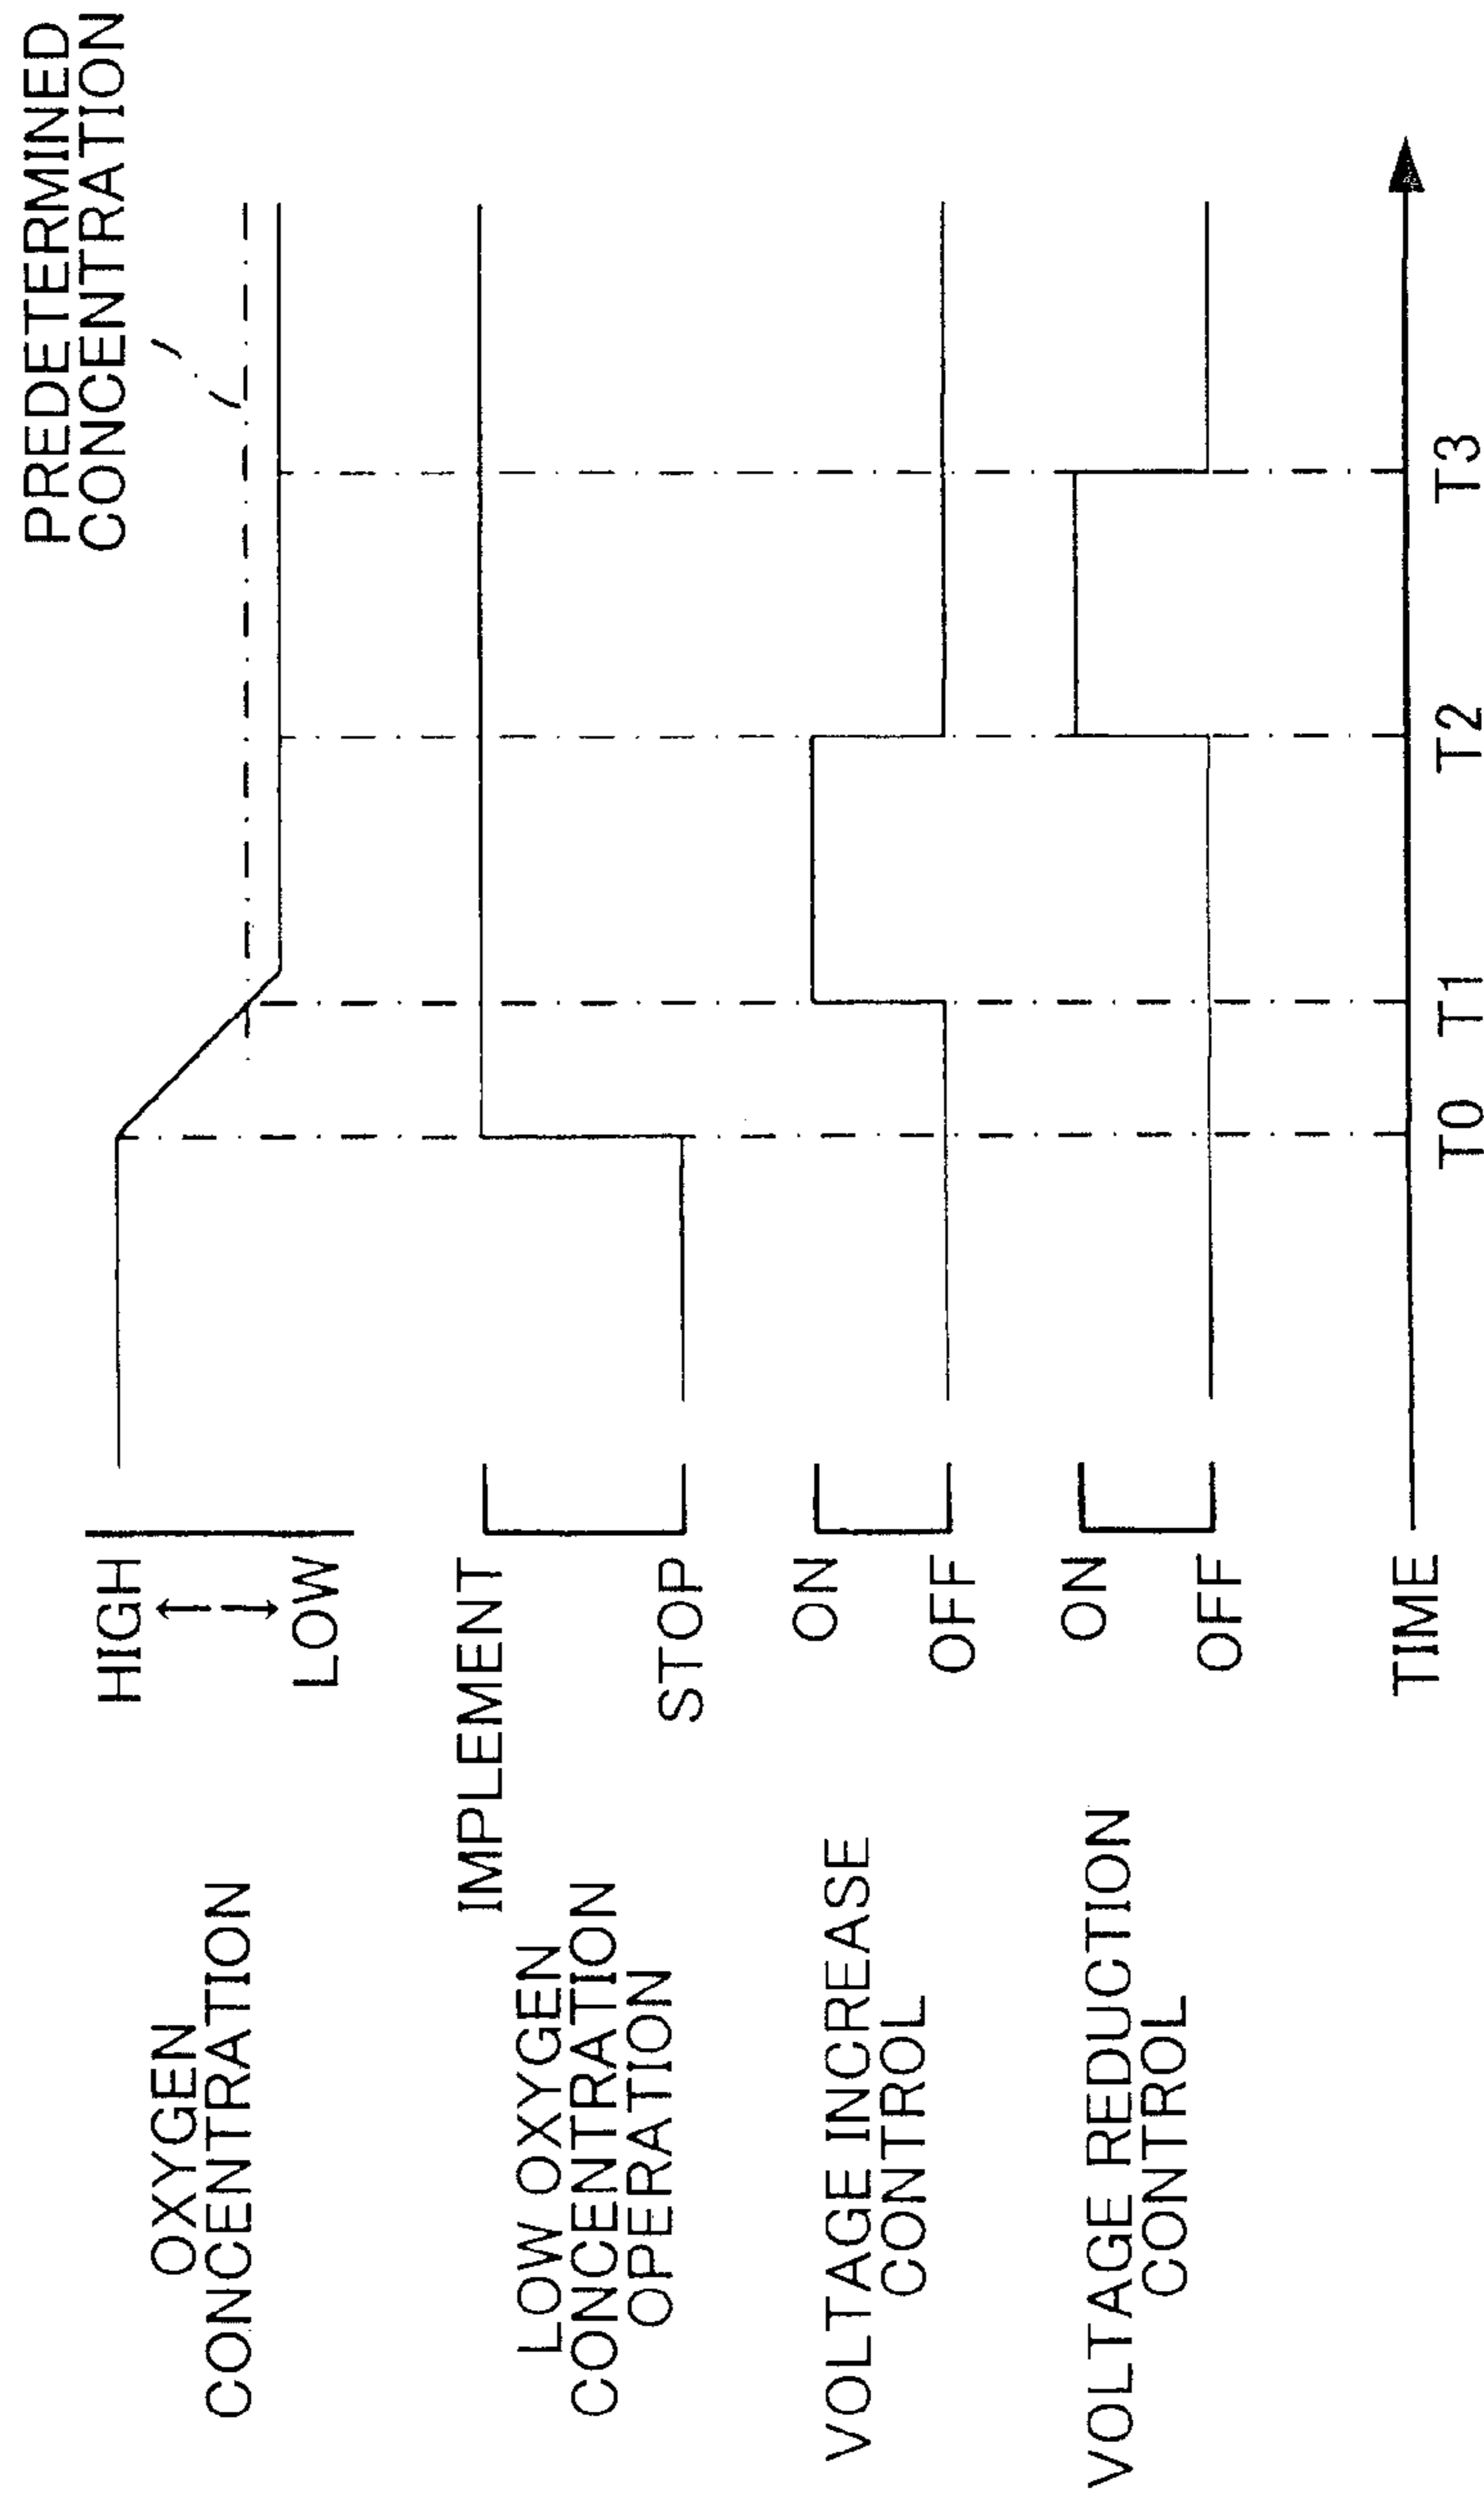 PREDETERMINED
CONCENTRATION
OXYGEN
CONCENTRATION
HIGH
LOW
LOW OXYGEN
CONCENTRATION
OPERATION
IMPLEMENT
STOP
VOLTAGE INCREASE
CONTROL
ON
OFF
VOLTAGE REDUCTION
CONTROL
ON
OFF
TIME
T0 T1 T2 T3